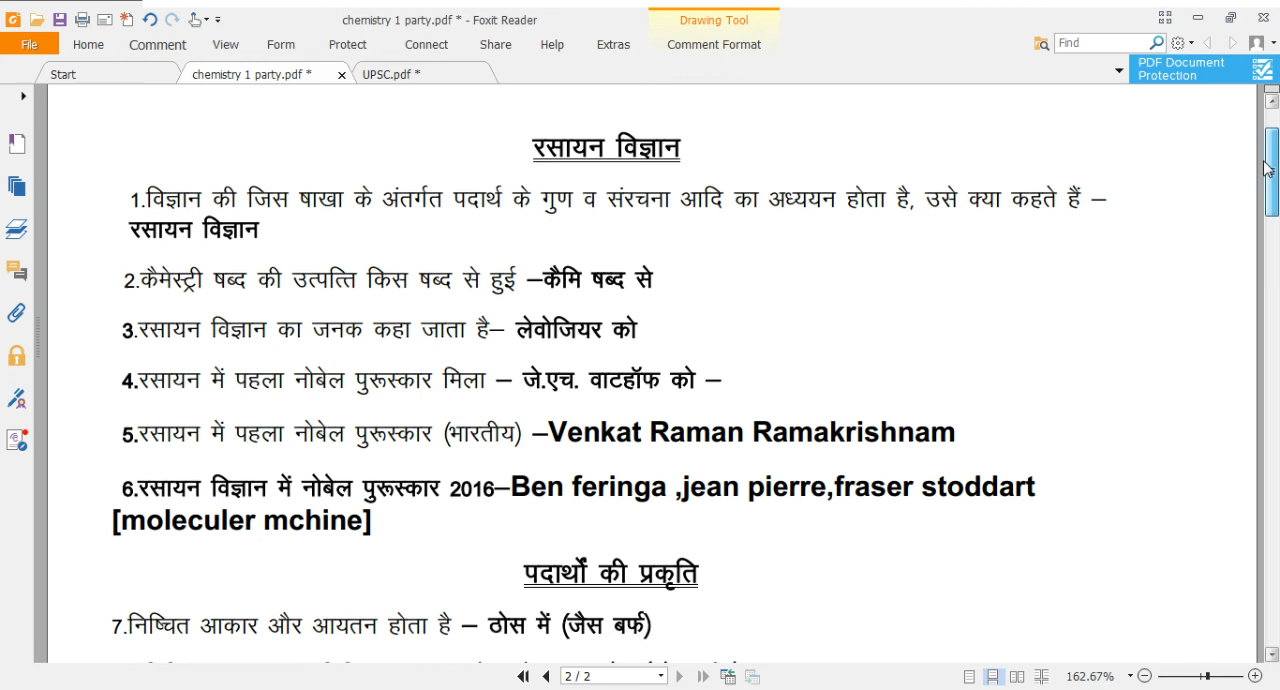 chemistry 1 party.pdf * - Foxit Reader
Drawing Tool
File Home Comment View Form Protect Connect Share Help Extras Comment Format
Find
Start
chemistry 1 party.pdf *
UPSC.pdf *
PDF Document
Protection
रसायन विज्ञान
1.विज्ञान की जिस षाखा के अंतर्गत पदार्थ के गुण व संरचना आदि का अध्ययन होता है, उसे क्या कहते हैं –
रसायन विज्ञान
2.कैमेस्ट्री षब्द की उत्पत्ति किस षब्द से हुई –कैमि षब्द से
3.रसायन विज्ञान का जनक कहा जाता है– लेवोजियर को
4.रसायन में पहला नोबेल पुरूस्कार मिला – जे.एच. वाटहॉफ को –
5.रसायन में पहला नोबेल पुरूस्कार (भारतीय) –Venkat Raman Ramakrishnam
6.रसायन विज्ञान में नोबेल पुरूस्कार 2016–Ben feringa ,jean pierre,fraser stoddart
[moleculer mchine]
पदार्थों की प्रकृति
7.निष्चित आकार और आयतन होता है – ठोस में (जैस बर्फ)
2 / 2
162.67%